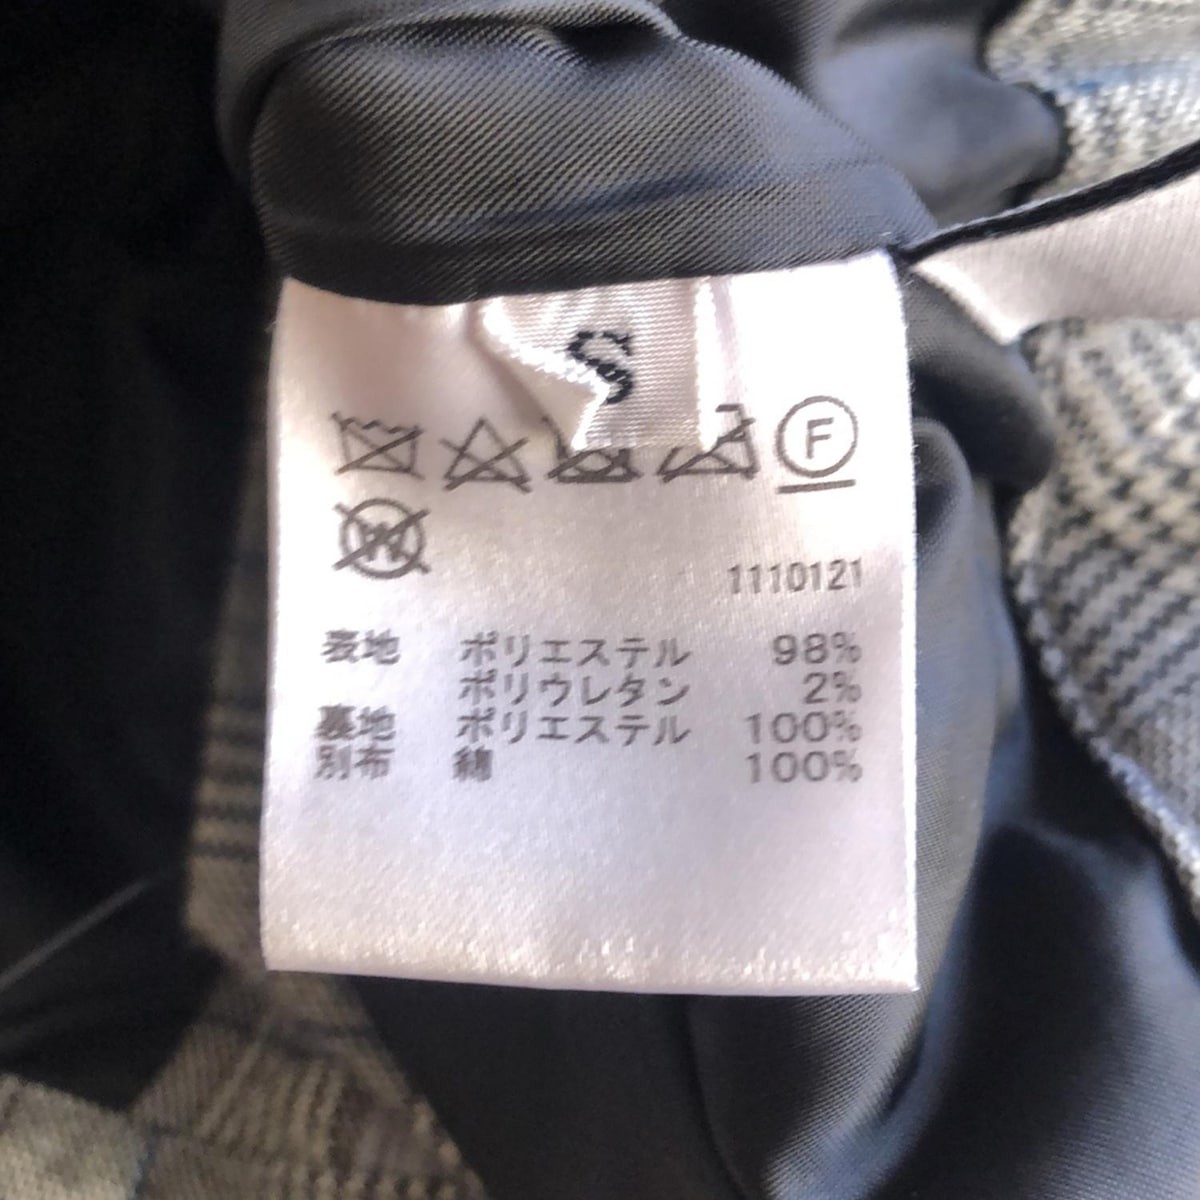 S
F
W
1110121
表地 ポリエステル 98%
ポリウレタン 2%
裏地 ポリエステル 100%
別布 綿 100%